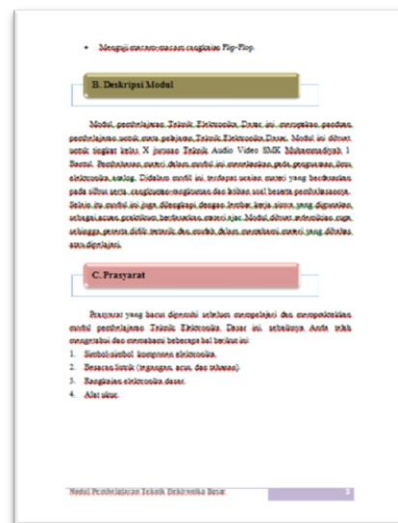 • Menguji macam-macam rangkaian Flip-Flop.
B. Deskripsi Modul
Modul pembelajaran Teknik Elektronika Dasar ini merupakan panduan
pembelajaran untuk mata pelajaran Teknik Elektronika Dasar. Modul ini dibuat
untuk tingkat kelas X jurusan Teknik Audio Video SMK Muhammadiyah 1
Bantul. Pembahasan materi dalam modul ini menekankan pada penguasaan ilmu
elektronika analog. Didalam modul ini terdapat uraian materi yang berdasarkan
pada silbus serta rangkuman-rangkuman dan latihan soal beserta pembahasannya.
Selain itu modul ini juga dilengkapi dengan lembar kerja siswa yang digunakan
sebagai acuan praktikum berdasarkan materi ajar. Modul dibuat sedemikian rupa
sehingga peserta didik tertarik dan mudah dalam memahami materi yang dibahas
atau dipelajari.
C. Prasyarat
Prasyarat yang harus dipenuhi sebelum mempelajari dan mempraktekkan
modul pembelajaran Teknik Elektronika Dasar ini, sebaiknya Anda telah
mengetahui dan memahami beberapa hal berikut ini:
1. Simbol-simbol komponen elektronika.
2. Besaran listrik (tegangan, arus, dan tahanan).
3. Rangkaian elektronika dasar.
4. Alat ukur.
Modul Pembelajaran Teknik Elektronika Dasar